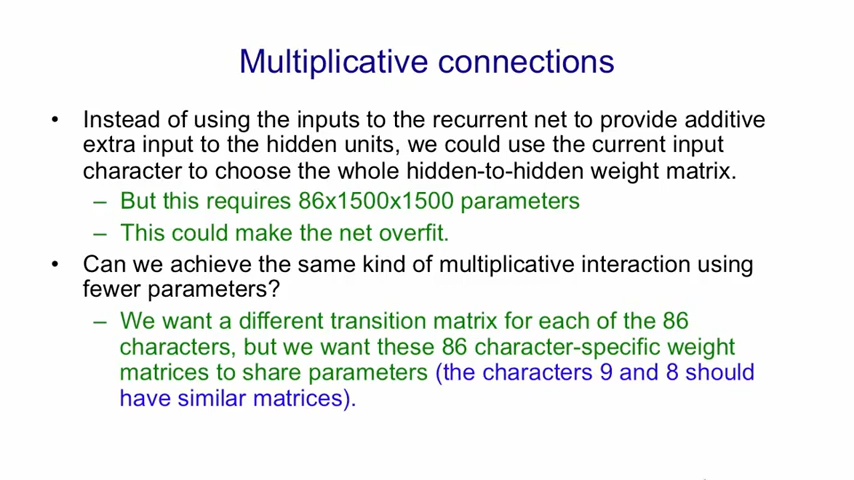 Multiplicative connections
• Instead of using the inputs to the recurrent net to provide additive
extra input to the hidden units, we could use the current input
character to choose the whole hidden-to-hidden weight matrix.
– But this requires 86x1500x1500 parameters
– This could make the net overfit.
• Can we achieve the same kind of multiplicative interaction using
fewer parameters?
– We want a different transition matrix for each of the 86
characters, but we want these 86 character-specific weight
matrices to share parameters (the characters 9 and 8 should
have similar matrices).